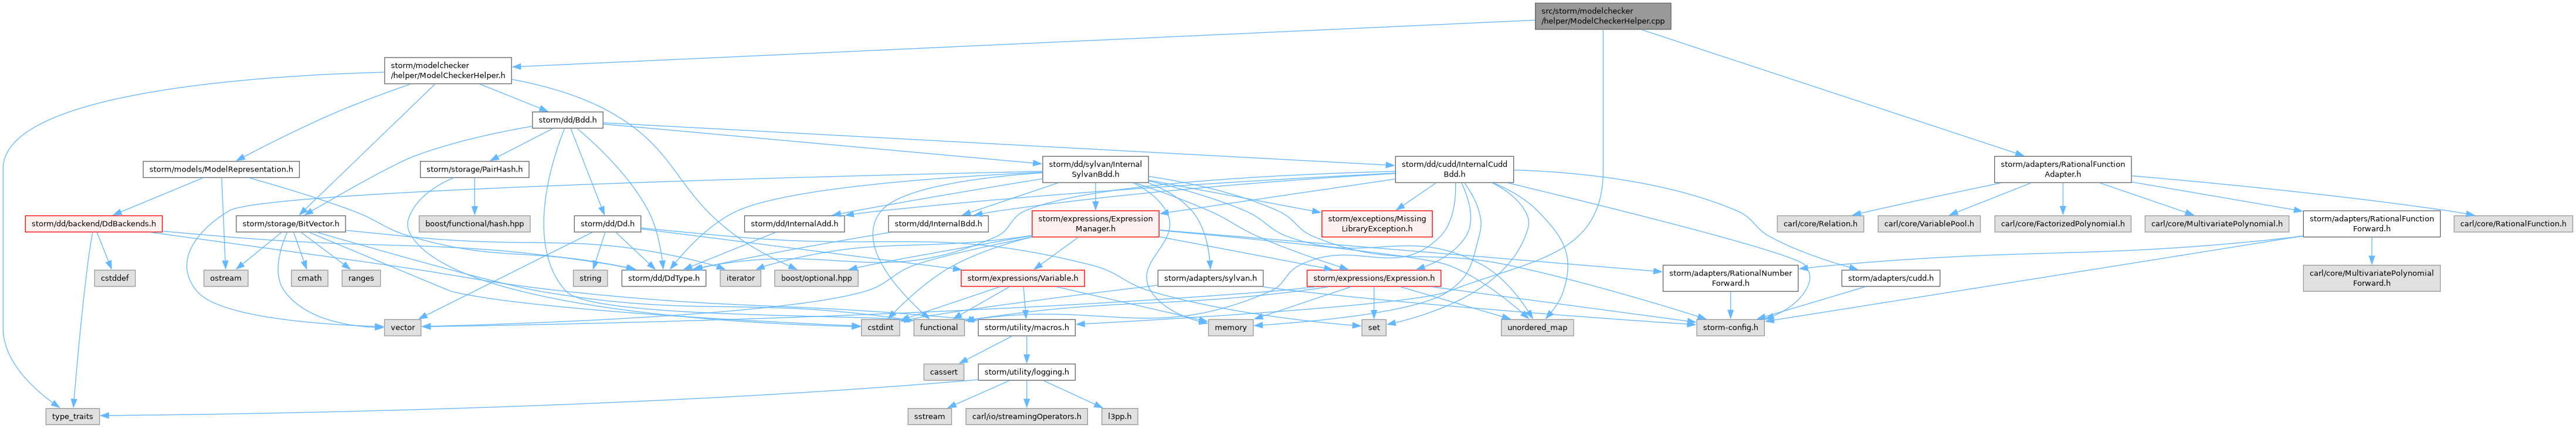 src/storm/modelchecker
/helper/ModelCheckerHelper.cpp
storm/modelchecker
/helper/ModelCheckerHelper.h
storm/dd/Bdd.h
storm/models/ModelRepresentation.h
storm/storage/PairHash.h
storm/dd/sylvan/Internal
SylvanBdd.h
storm/dd/cudd/InternalCudd
Bdd.h
storm/adapters/RationalFunction
Adapter.h
storm/dd/backend/DdBackends.h
storm/storage/BitVector.h
boost/functional/hash.hpp
storm/dd/Dd.h
storm/dd/InternalAdd.h
storm/dd/InternalBdd.h
storm/expressions/Expression
Manager.h
storm/exceptions/Missing
LibraryException.h
carl/core/Relation.h
carl/core/VariablePool.h
carl/core/FactorizedPolynomial.h
carl/core/MultivariatePolynomial.h
storm/adapters/RationalFunction
Forward.h
carl/core/RationalFunction.h
cstddef
ostream
cmath
ranges
string
storm/dd/DdType.h
iterator
boost/optional.hpp
storm/expressions/Variable.h
storm/adapters/sylvan.h
storm/expressions/Expression.h
storm/adapters/RationalNumber
Forward.h
storm/adapters/cudd.h
carl/core/MultivariatePolynomial
Forward.h
vector
cstdint
functional
storm/utility/macros.h
memory
set
unordered_map
storm-config.h
cassert
storm/utility/logging.h
type_traits
sstream
carl/io/streamingOperators.h
l3pp.h